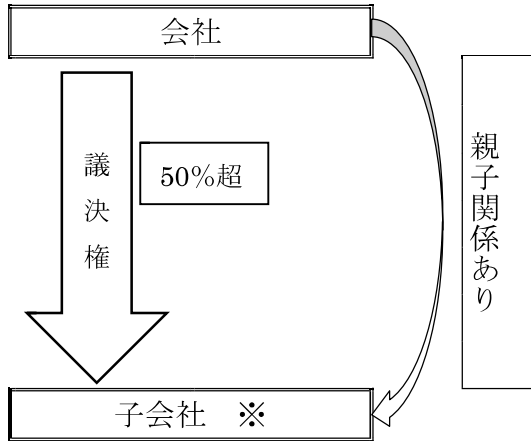 会社
議決権
50%超
親子関係あり
子会社 ※